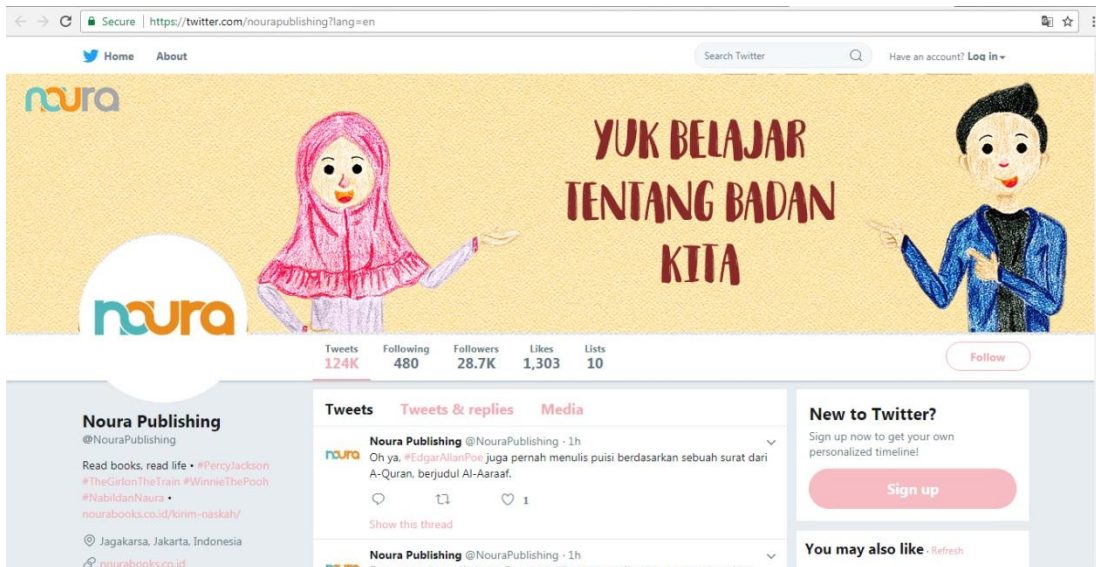 Secure | https://twitter.com/nourapublishing?lang=en
Home About
Search Twitter
Have an account? Log in
noura
YUK BELAJAR
TENTANG BADAN
KITA
noura
Tweets Following Followers Likes Lists
124K 480 28.7K 1,303 10
Follow
Noura Publishing
@NouraPublishing
Read books, read life • #PercyJackson
#TheGirlonTheTrain #WinnieThePooh
#NabildanNaura •
nourabooks.co.id/kirim-naskah/
Jagakarsa, Jakarta, Indonesia
nourabooks.co.id
Tweets Tweets & replies Media
noura
Noura Publishing @NouraPublishing · 1h
Oh ya, #EdgarAllanPoe juga pernah menulis puisi berdasarkan sebuah surat dari
A-Quran, berjudul Al-Aaraaf.
1
Show this thread
Noura Publishing @NouraPublishing · 1h
New to Twitter?
Sign up now to get your own
personalized timeline!
Sign up
You may also like · Refresh